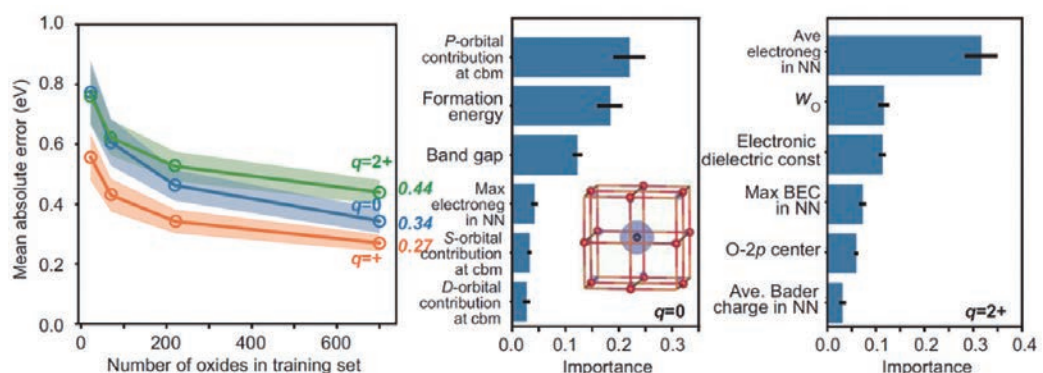 1.0
0.8
0.6
0.4
0.2
0.0
Mean absolute error (eV)
0
200
400
600
Number of oxides in training set
q=2+
0.44
q=0
0.34
0.27
q=+
P-orbital
contribution
at cbm
Formation
energy
Band gap
Max
electroneg
in NN
S-orbital
contribution
at cbm
D-orbital
contribution
at cbm
q=0
0.0
0.1
0.2
0.3
Importance
Ave
electroneg
in NN
WO
Electronic
dielectric const
Max BEC
in NN
O-2p center
Ave. Bader
charge in NN
q=2+
0.0
0.1
0.2
0.3
0.4
Importance